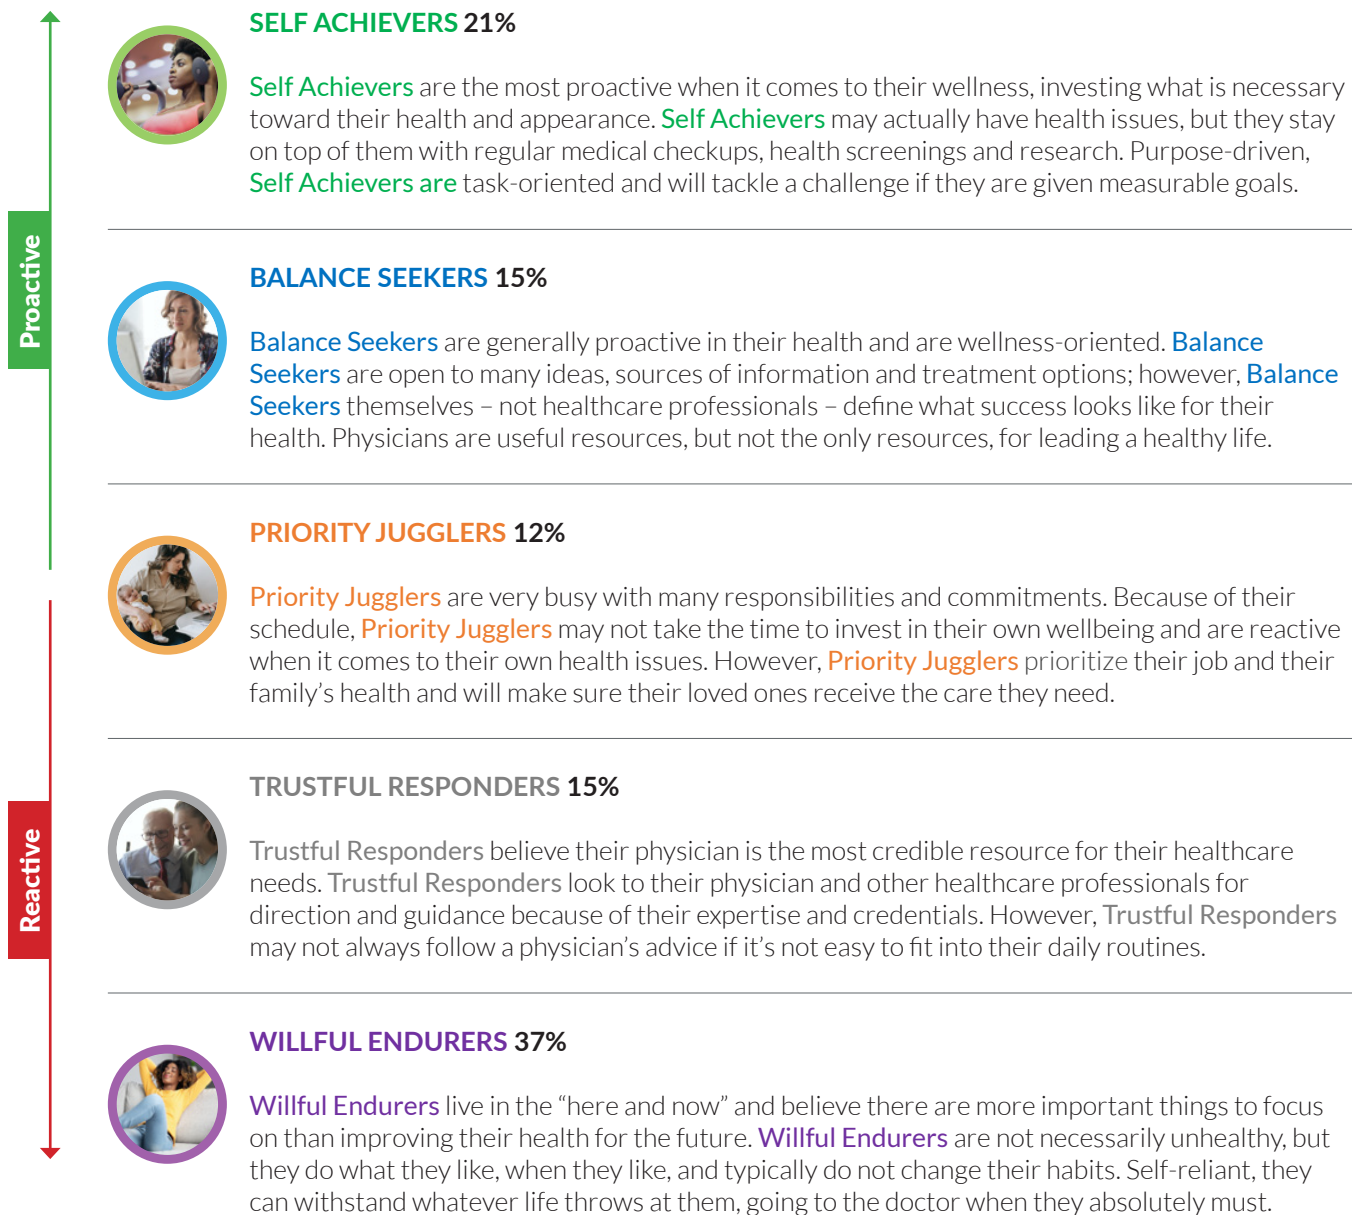 SELF ACHIEVERS 21%
Self Achievers are the most proactive when it comes to their wellness, investing what is necessary
toward their health and appearance. Self Achievers may actually have health issues, but they stay
on top of them with regular medical checkups, health screenings and research. Purpose-driven,
Self Achievers are task-oriented and will tackle a challenge if they are given measurable goals.
Proactive
BALANCE SEEKERS 15%
Balance Seekers are generally proactive in their health and are wellness-oriented. Balance
Seekers are open to many ideas, sources of information and treatment options; however, Balance
Seekers themselves – not healthcare professionals – define what success looks like for their
health. Physicians are useful resources, but not the only resources, for leading a healthy life.
PRIORITY JUGGLERS 12%
Priority Jugglers are very busy with many responsibilities and commitments. Because of their
schedule, Priority Jugglers may not take the time to invest in their own wellbeing and are reactive
when it comes to their own health issues. However, Priority Jugglers prioritize their job and their
family’s health and will make sure their loved ones receive the care they need.
TRUSTFUL RESPONDERS 15%
Trustful Responders believe their physician is the most credible resource for their healthcare
needs. Trustful Responders look to their physician and other healthcare professionals for
direction and guidance because of their expertise and credentials. However, Trustful Responders
may not always follow a physician’s advice if it’s not easy to fit into their daily routines.
Reactive
WILLFUL ENDURERS 37%
Willful Endurers live in the “here and now” and believe there are more important things to focus
on than improving their health for the future. Willful Endurers are not necessarily unhealthy, but
they do what they like, when they like, and typically do not change their habits. Self-reliant, they
can withstand whatever life throws at them, going to the doctor when they absolutely must.